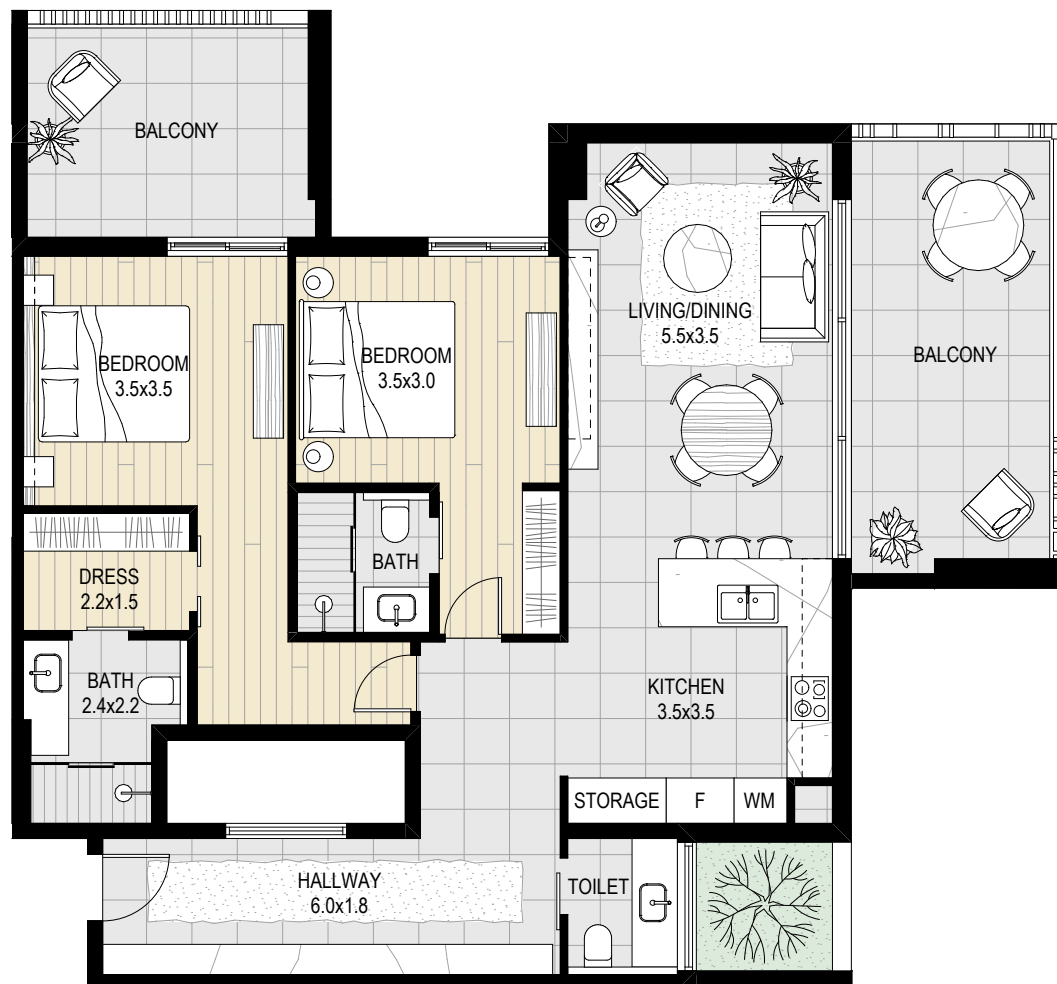 BALCONY
LIVING/DINING
5.5x3.5
BALCONY
BEDROOM
3.5x3.5
BEDROOM
3.5x3.0
BATH
DRESS
2.2x1.5
BATH
2.4x2.2
KITCHEN
3.5x3.5
STORAGE
F
WM
HALLWAY
6.0x1.8
TOILET